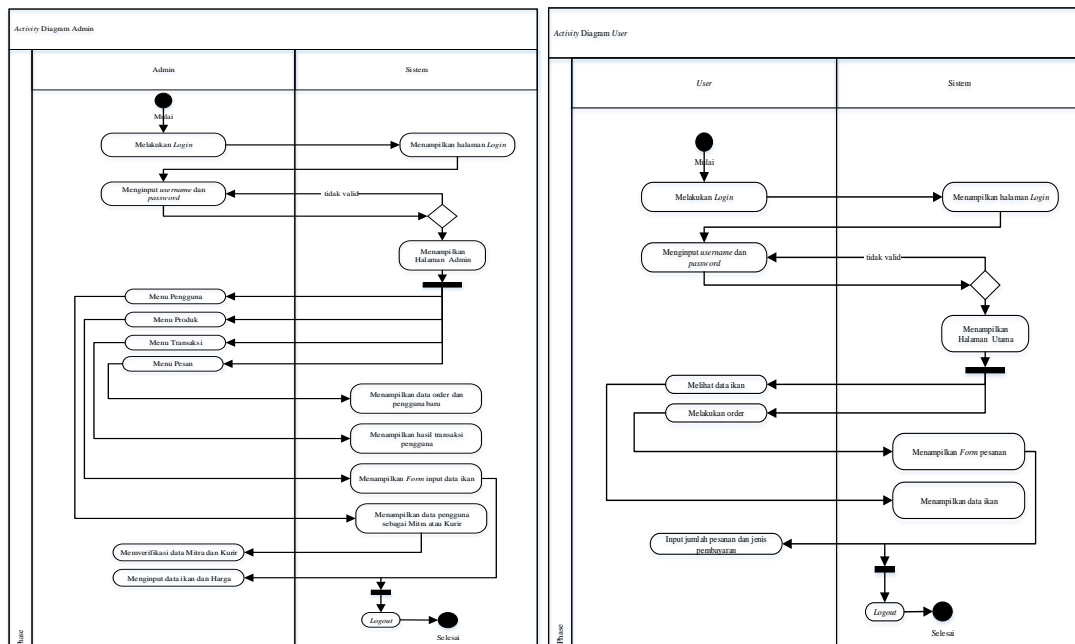 Activity Diagram Admin
Admin
Sistem
Mulai
Melakukan Login
Menampilkan halaman Login
Menginput username dan
password
tidak valid
Menampilkan
Halaman Admin
Menu Pengguna
Menu Produk
Menu Transaksi
Menu Pesan
Menampilkan data order dan
pengguna baru
Menampilkan hasil transaksi
pengguna
Menampilkan Form input data ikan
Menampilkan data pengguna
sebagai Mitra atau Kurir
Memverifikasi data Mitra dan Kurir
Menginput data ikan dan Harga
Logout
Selesai
Phase
Activity Diagram User
User
Sistem
Mulai
Melakukan Login
Menampilkan halaman Login
Menginput username dan
password
tidak valid
Menampilkan
Halaman Utama
Melihat data ikan
Melakukan order
Menampilkan Form pesanan
Menampilkan data ikan
Input jumlah pesanan dan jenis
pembayaran
Logout
Selesai
Phase